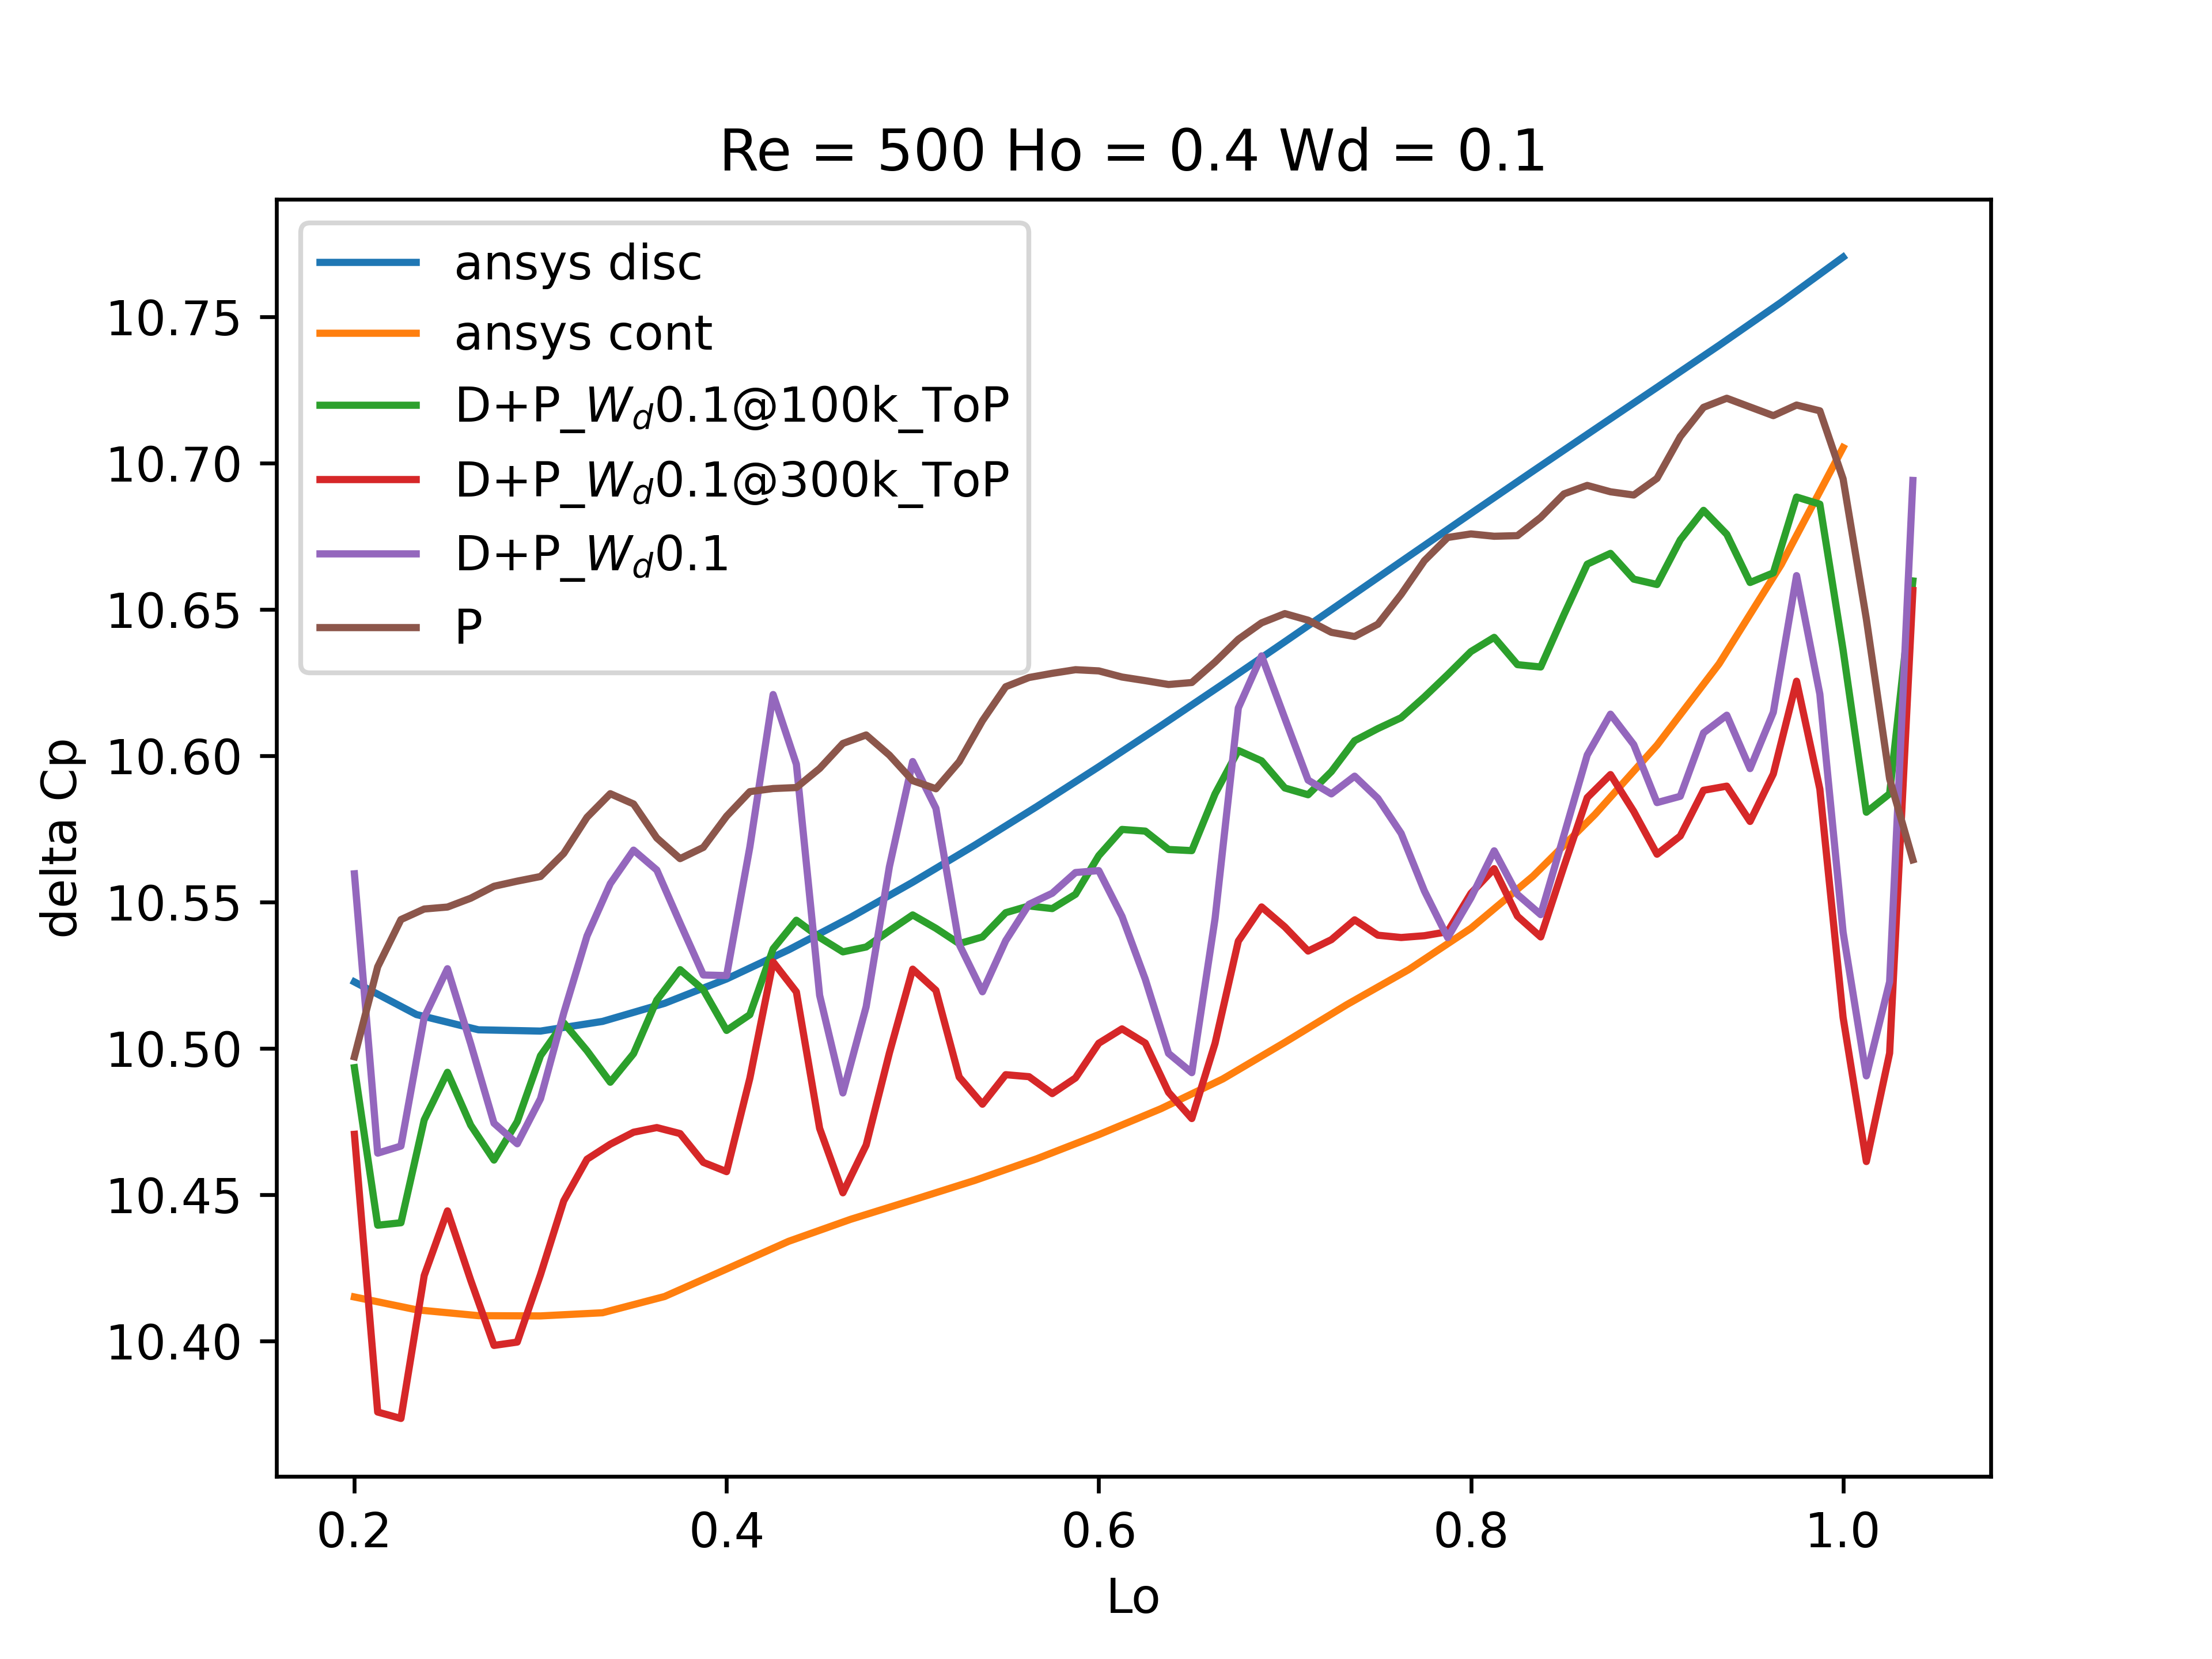 Re = 500 Ho = 0.4 Wd = 0.1
ansys disc
ansys cont
D+P_W_d0.1@100k_ToP
D+P_W_d0.1@300k_ToP
D+P_W_d0.1
P
10.75
10.70
10.65
10.60
10.55
10.50
10.45
10.40
delta Cp
0.2 0.4 0.6 0.8 1.0
Lo